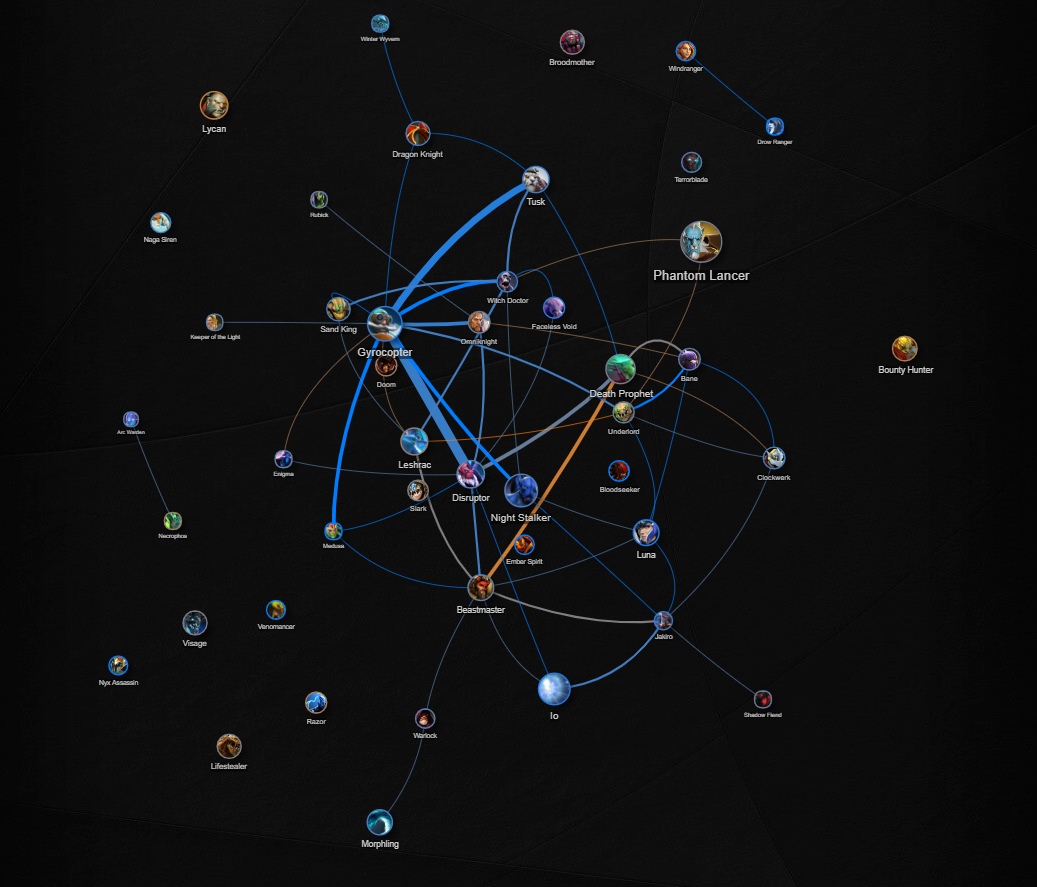 Winter Wyvern
Broodmother
Windranger
Lycan
Drow Ranger
Dragon Knight
Terrorblade
Tusk
Rubick
Naga Siren
Phantom Lancer
Witch Doctor
Faceless Void
Sand King
Keeper of the Light
Omniknight
Gyrocopter
Bounty Hunter
Bane
Doom
Death Prophet
Underlord
Arc Warden
Leshrac
Enigma
Clockwerk
Bloodseeker
Disruptor
Slark
Night Stalker
Necrophos
Medusa
Luna
Ember Spirit
Beastmaster
Venomancer
Jakiro
Visage
Nyx Assassin
Io
Shadow Fiend
Razor
Warlock
Lifestealer
Morphling